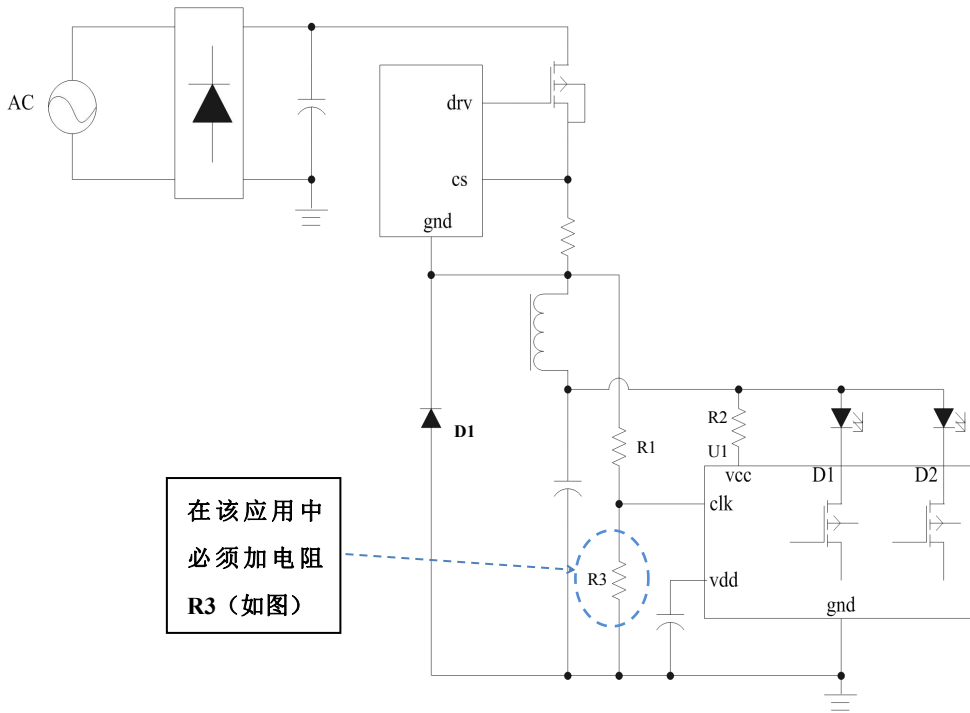 AC
drv
cs
gnd
D1
R1
R2
U1
vcc
D1
D2
clk
vdd
gnd
R3
在该应用中
必须加电阻
R3（如图）